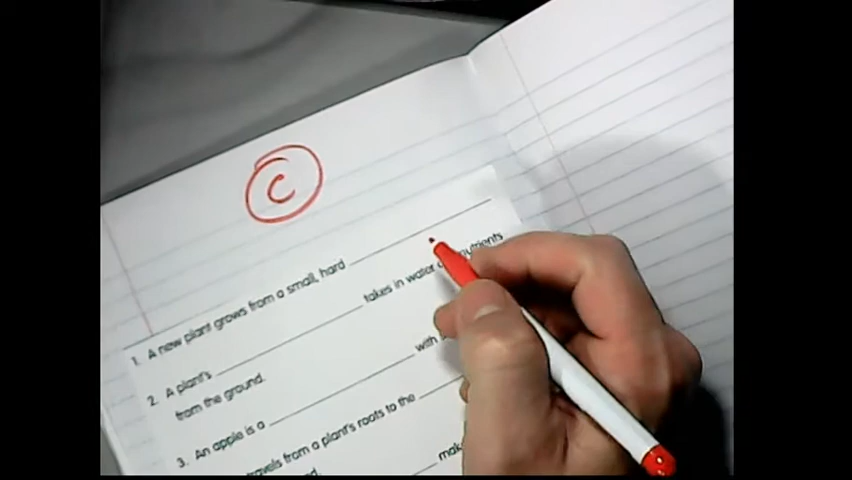 C
1. A new plant grows from a small, hard
2. A plant's takes in water nutrients
from the ground.
3. An apple is a with
travels from a plant's roots to the